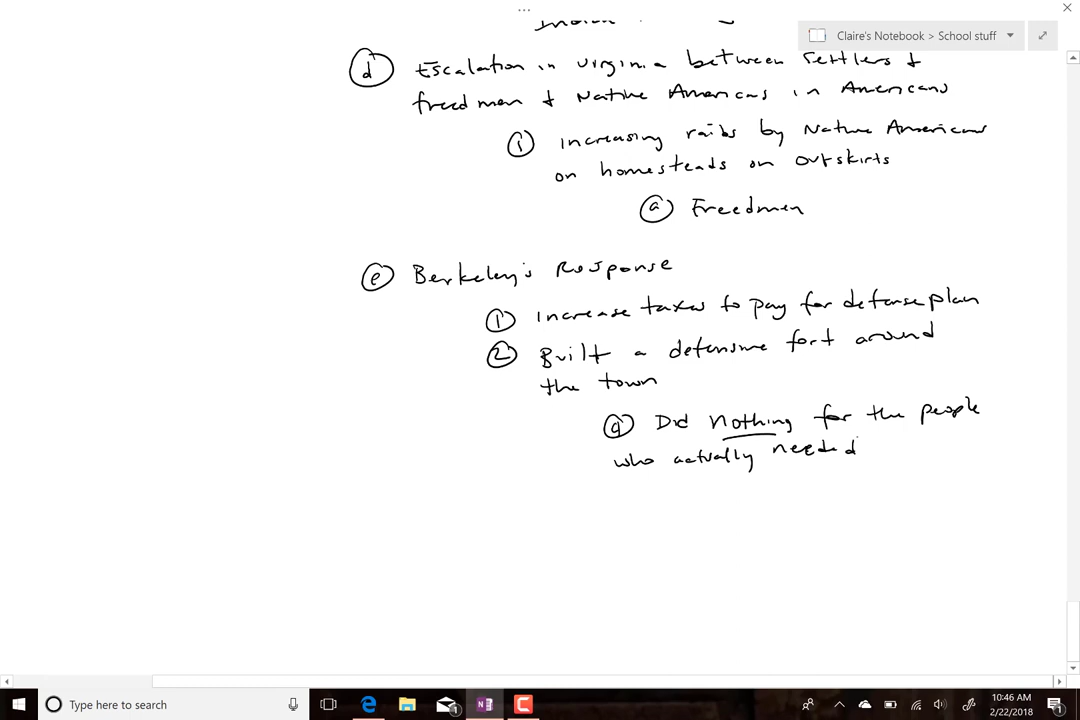 Claire's Notebook > School stuff
d Escalation in Virginia between settlers +
freedmen + Native Americas in Americans
1 increasing raids by Native Americans
on homesteads on outskirts
a Freedmen
e Berkeley's Response
1 increase taxes to pay for defense plan
2 Built a defensive fort around
the town
a Did nothing for the people
who actually needed
Type here to search
10:46 AM
2/22/2018